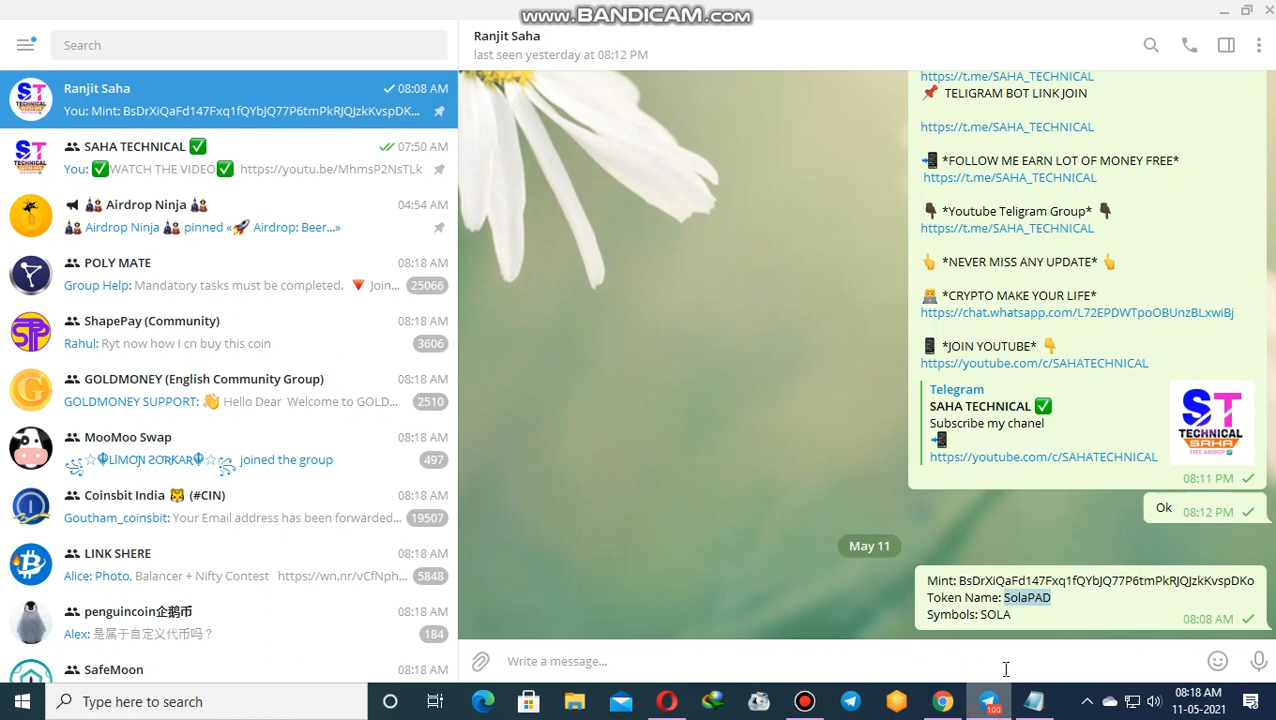 www.BANDICAM.com
Search
Ranjit Saha
last seen yesterday at 08:12 PM
Ranjit Saha
08:08 AM
You: Mint: BsDrXiQaFd147Fxq1fQYbJQ77P6tmPkRJQJzkKvspDK...
SAHA TECHNICAL ✅
07:50 AM
You: ✅WATCH THE VIDEO✅ https://youtu.be/MhmsP2NsTLk
Airdrop Ninja
04:54 AM
Airdrop Ninja pinned «🚀 Airdrop: Beer...»
POLY MATE
08:18 AM
Group Help: Mandatory tasks must be completed. 🔻 Join...
25066
ShapePay (Community)
08:18 AM
Rahul: Ryt now how I cn buy this coin
3606
GOLDMONEY (English Community Group)
08:18 AM
GOLDMONEY SUPPORT: 👋 Hello Dear Welcome to GOLD...
2510
MooMoo Swap
08:18 AM
joined the group
497
Coinsbit India 🐯 (#CIN)
08:18 AM
Goutham_coinsbit: Your Email address has been forwarded...
19507
LINK SHERE
08:18 AM
Alice: Photo, Balancer + Nifty Contest https://wn.nr/vCfNph...
5848
penguincoin企鹅币
08:18 AM
Alex: 是属于自定义代币吗？
184
SafeMoon
08:18 AM
https://t.me/SAHA_TECHNICAL
📌 TELIGRAM BOT LINK JOIN
https://t.me/SAHA_TECHNICAL
📲 *FOLLOW ME EARN LOT OF MONEY FREE*
https://t.me/SAHA_TECHNICAL
👇🏿 *Youtube Teligram Group* 👇🏿
https://t.me/SAHA_TECHNICAL
👆 *NEVER MISS ANY UPDATE* 👆
👨‍💻 *CRYPTO MAKE YOUR LIFE*
https://chat.whatsapp.com/L72EPDWTpoOBUnzBLxwiBj
📱 *JOIN YOUTUBE* 👇
https://youtube.com/c/SAHATECHNICAL
Telegram
SAHA TECHNICAL ✅
Subscribe my chanel
📲
https://youtube.com/c/SAHATECHNICAL
ST
TECHNICAL
SAHA
FREE AIRDROP
08:11 PM
Ok
08:12 PM
May 11
Mint: BsDrXiQaFd147Fxq1fQYbJQ77P6tmPkRJQJzkKvspDKo
Token Name: SolaPAD
Symbols: SOLA
08:08 AM
Write a message...
Type here to search
100
08:18 AM
11-05-2021